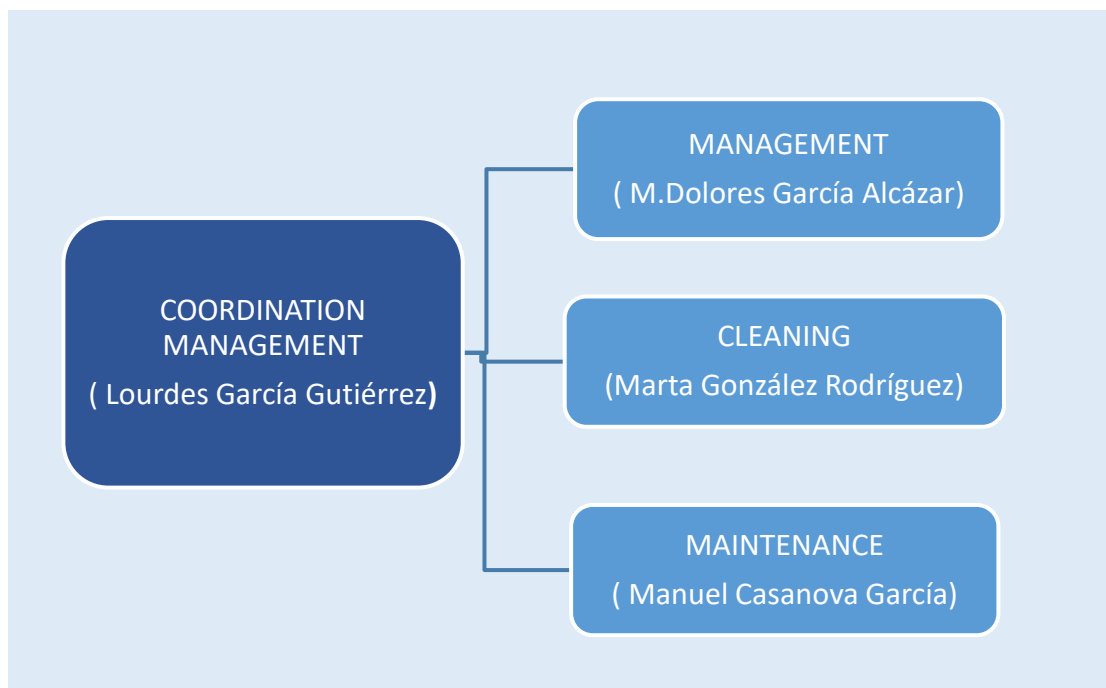 COORDINATION
MANAGEMENT
( Lourdes García Gutiérrez)
MANAGEMENT
( M.Dolores García Alcázar)
CLEANING
(Marta González Rodríguez)
MAINTENANCE
( Manuel Casanova García)